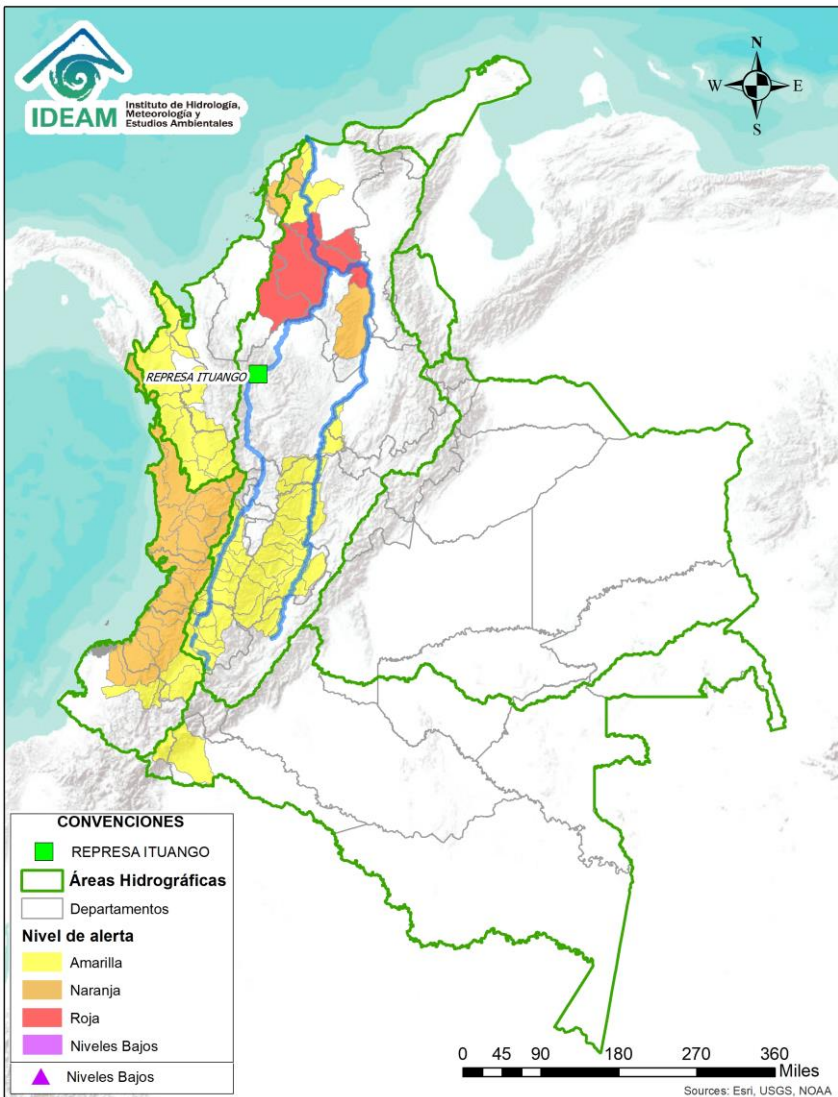 IDEAM
Instituto de Hidrología,
Meteorología y
Estudios Ambientales
N
W
E
S
REPRESA ITUANGO
CONVENCIONES
REPRESA ITUANGO
Áreas Hidrográficas
Departamentos
Nivel de alerta
Amarilla
Naranja
Roja
Niveles Bajos
Niveles Bajos
0 45 90 180 270 360
Miles
Sources: Esri, USGS, NOAA